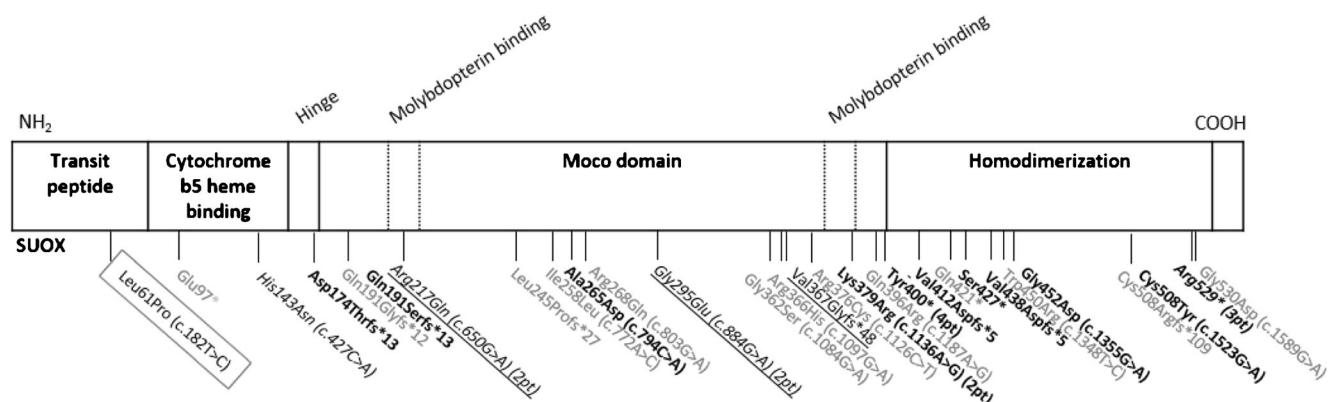 Molybdopterin binding
Molybdopterin binding
Hinge
NH2
COOH
Transit
peptide
Cytochrome
b5 heme
binding
Moco domain
Homodimerization
SUOX
Leu61Pro (c.182T>C)
Glu97*
His143Asn (c.427C>A)
Asp174Thrfs*13
Gln191Glyfs*12
Gln191Serfs*13
Arg217Gln (c.650G>A) (2pt)
Leu245Profs*27
Ile258Leu (c.772A>C)
Ala265Asp (c.794C>A)
Arg268Gln (c.803G>A)
Gly295Glu (c.884G>A) (2pt)
Gly362Ser (c.1084G>A)
Arg366His (c.1097G>A)
Val367Glyfs*48
Arg376Cys (c.1126C>T)
Lys379Arg (c.1136A>G) (2pt)
Gln396Arg (c.1187A>G)
Tyr400* (4pt)
Val412Aspfs*5
Gln421*
Ser427*
Val438Aspfs*5
Trp450Arg (c.1348T>C)
Gly452Asp (c.1355G>A)
Cys508Argfs*109
Cys508Tyr (c.1523G>A)
Arg529* (3pt)
Gly530Asp (c.1589G>A)